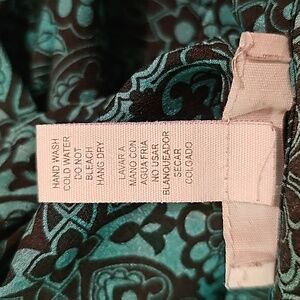 HAND WASH
COLD WATER
DO NOT
BLEACH
HANG DRY
LAVAR A
MANO CON
AGUA FRIA
NO USAR
BLANQUEADOR
SECAR
COLGADO